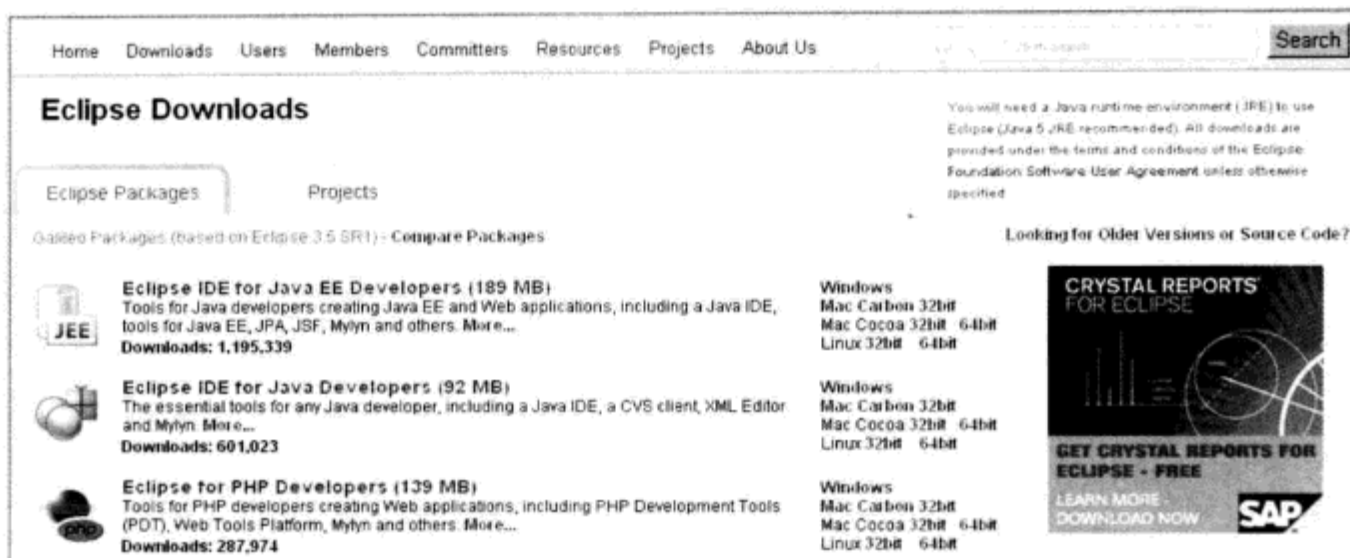 Home Downloads Users Members Committers Resources Projects About Us
Search
Eclipse Downloads
You will need a Java runtime environment (JRE) to use
Eclipse (Java 5 JRE recommended). All downloads are
provided under the terms and conditions of the Eclipse
Foundation Software User Agreement unless otherwise
specified
Eclipse Packages Projects
Galileo Packages (based on Eclipse 3.5 SR1) - Compare Packages
Looking for Older Versions or Source Code?
JEE
Eclipse IDE for Java EE Developers (189 MB)
Tools for Java developers creating Java EE and Web applications, including a Java IDE,
tools for Java EE, JPA, JSF, Mylyn and others. More...
Downloads: 1,195,339
Windows
Mac Carbon 32bit
Mac Cocoa 32bit 64bit
Linux 32bit 64bit
Eclipse IDE for Java Developers (92 MB)
The essential tools for any Java developer, including a Java IDE, a CVS client, XML Editor
and Mylyn. More...
Downloads: 601,023
Windows
Mac Carbon 32bit
Mac Cocoa 32bit 64bit
Linux 32bit 64bit
php
Eclipse for PHP Developers (139 MB)
Tools for PHP developers creating Web applications, including PHP Development Tools
(PDT), Web Tools Platform, Mylyn and others. More...
Downloads: 287,974
Windows
Mac Carbon 32bit
Mac Cocoa 32bit 64bit
Linux 32bit 64bit
CRYSTAL REPORTS
FOR ECLIPSE
GET CRYSTAL REPORTS FOR
ECLIPSE - FREE
LEARN MORE -
DOWNLOAD NOW
SAP